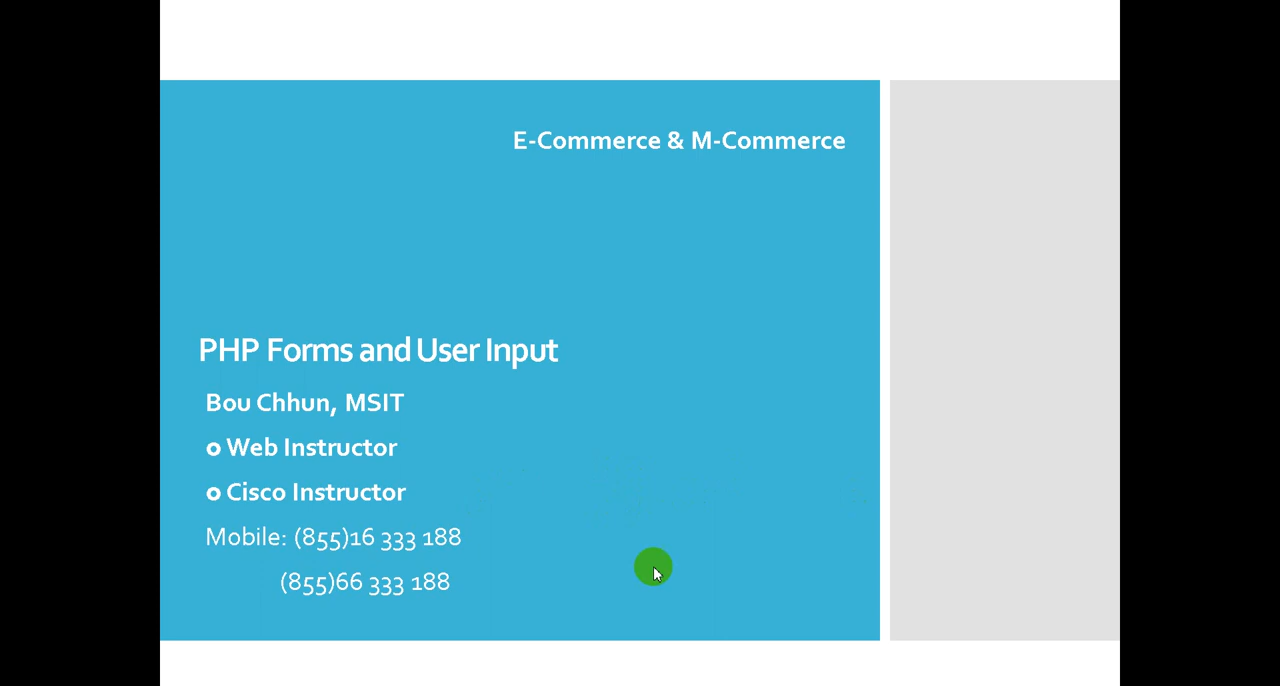 E-Commerce & M-Commerce
PHP Forms and User Input
Bou Chhun, MSIT
Web Instructor
Cisco Instructor
Mobile: (855)16 333 188
(855)66 333 188